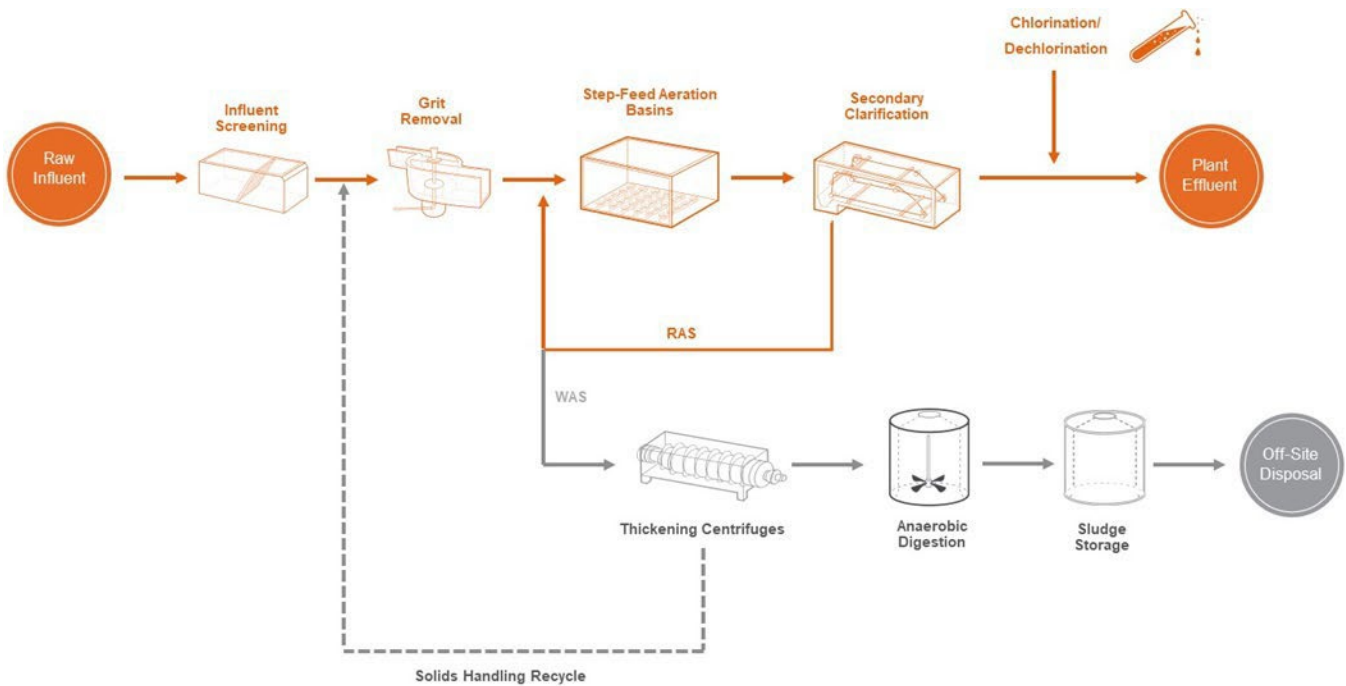 Chlorination/
Dechlorination
Step-Feed Aeration
Basins
Secondary
Clarification
Grit
Removal
Influent
Screening
Raw
Influent
Plant
Effluent
RAS
WAS
Off-Site
Disposal
Thickening Centrifuges
Anaerobic
Digestion
Sludge
Storage
Solids Handling Recycle